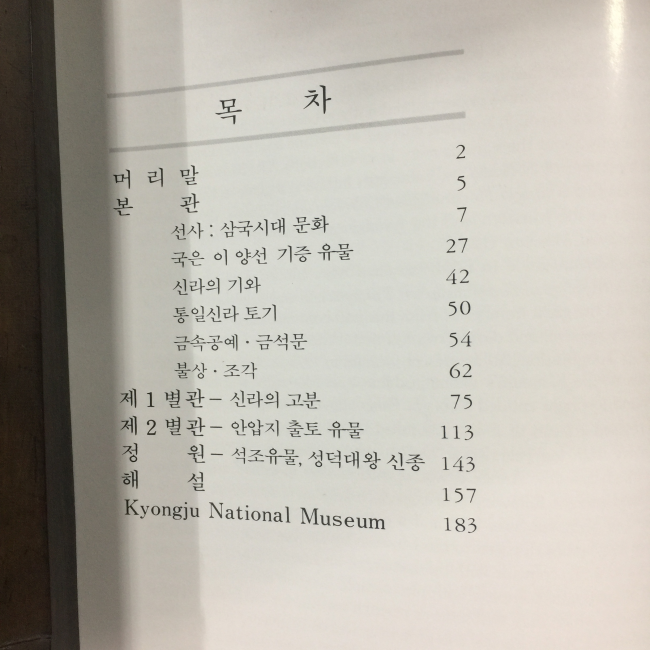 목 차
머 리 말 2
본 관 5
선사 : 삼국시대 문화 7
국은 이 양선 기증 유물 27
신라의 기와 42
통일신라 토기 50
금속공예 · 금석문 54
불상 · 조각 62
제 1 별관 – 신라의 고분 75
제 2 별관 – 안압지 출토 유물 113
정 원 – 석조유물, 성덕대왕 신종 143
해 설 157
Kyongju National Museum 183